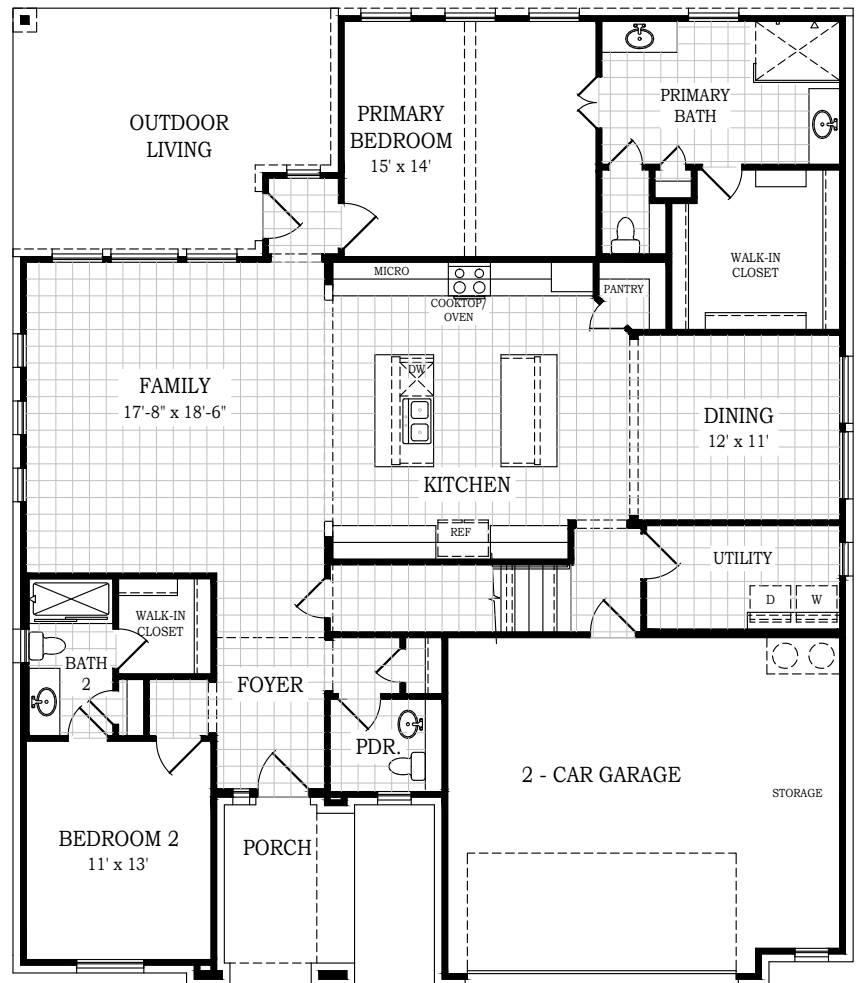 OUTDOOR
LIVING
PRIMARY
BEDROOM
15' x 14'
PRIMARY
BATH
WALK-IN
CLOSET
MICRO
COOKTOP/
OVEN
PANTRY
FAMILY
17'-8" x 18'-6"
DW
DINING
12' x 11'
KITCHEN
REF
UTILITY
D
W
WALK-IN
CLOSET
BATH
2
FOYER
PDR.
2 - CAR GARAGE
STORAGE
BEDROOM 2
11' x 13'
PORCH